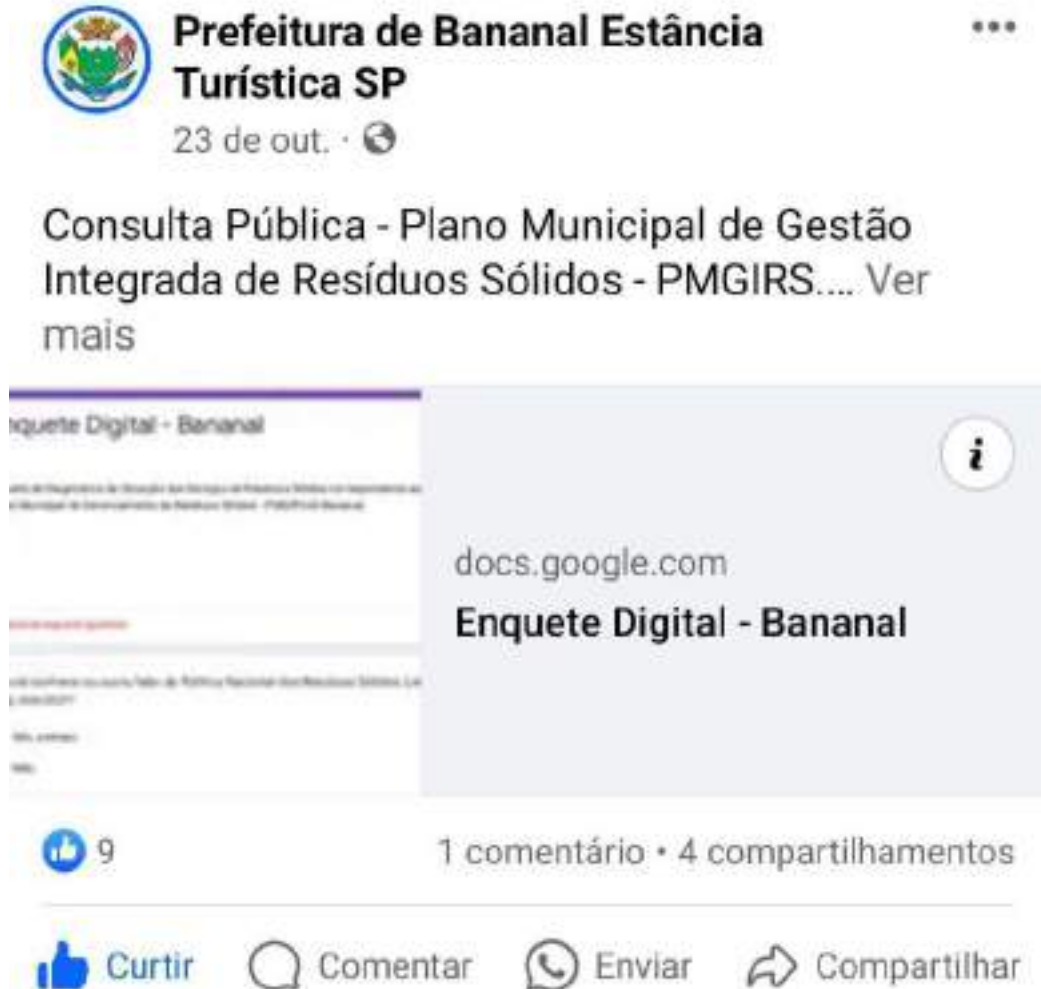 Prefeitura de Bananal Estância
Turística SP
23 de out. ·
Consulta Pública - Plano Municipal de Gestão
Integrada de Resíduos Sólidos - PMGIRS.... Ver
mais
nquete Digital - Bananal
i
docs.google.com
Enquete Digital - Bananal
9
1 comentário • 4 compartilhamentos
Curtir Comentar Enviar Compartilhar